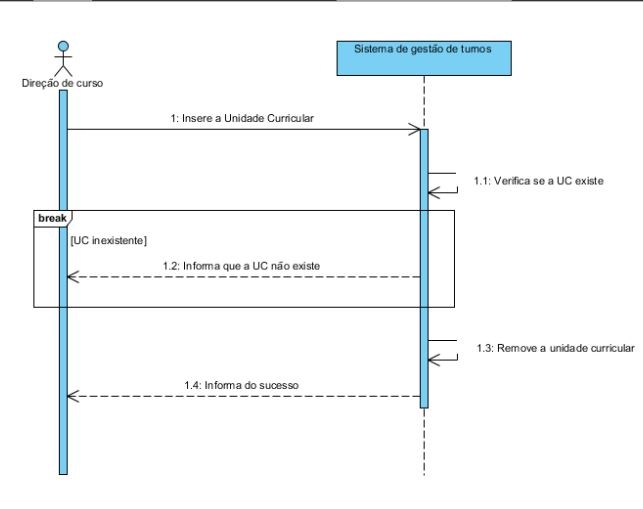 Sistema de gestão de turnos
Direção de curso
1: Insere a Unidade Curricular
1.1: Verifica se a UC existe
break
[UC inexistente]
1.2: Informa que a UC não existe
1.3: Remove a unidade curricular
1.4: Informa do sucesso